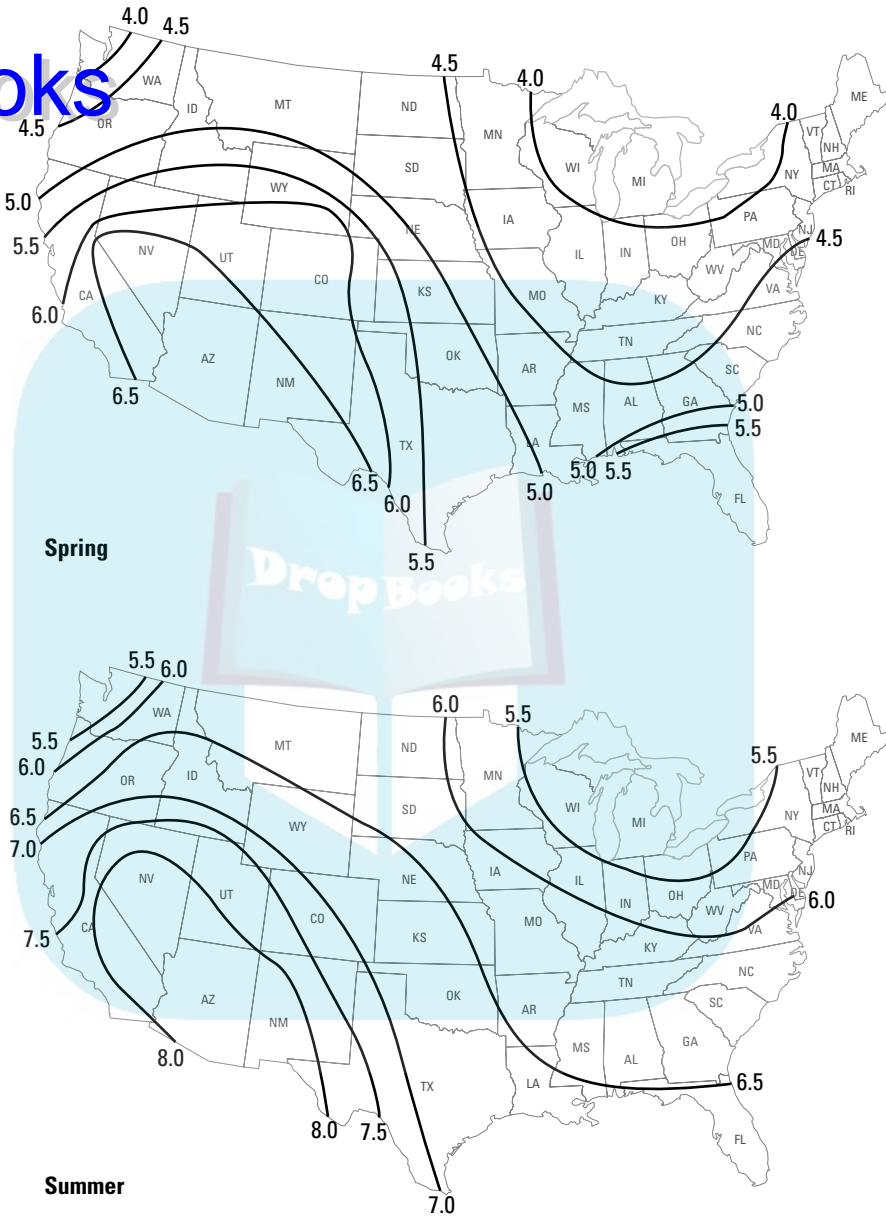 4.0 4.5
ooks
WA
4.5
4.0
ME
MT
ND
ID
OR
4.5
MN
4.0
VT
NH
WI
MI
NY
MA
CT
RI
SD
WY
5.0
IA
PA
NE
NJ
5.5
NV
UT
CO
IL
IN
OH
MD
DE
4.5
WV
VA
CA
KS
MO
KY
6.0
NC
TN
AZ
OK
AR
SC
NM
6.5
MS
AL
GA
5.0
5.5
TX
LA
5.0 5.5
6.5
6.0
5.0
FL
Spring
5.5
Drop Books
5.5 6.0
WA
6.0
5.5
ME
5.5
MT
ND
5.5
6.0
OR
ID
MN
VT
NH
WI
MI
NY
MA
CT
RI
SD
WY
6.5
7.0
PA
IA
NE
NV
UT
CO
IL
IN
OH
NJ
MD
DE
6.0
WV
VA
7.5
CA
KS
MO
KY
NC
TN
AZ
NM
OK
AR
SC
8.0
MS
AL
GA
TX
LA
6.5
8.0
7.5
FL
Summer
7.0